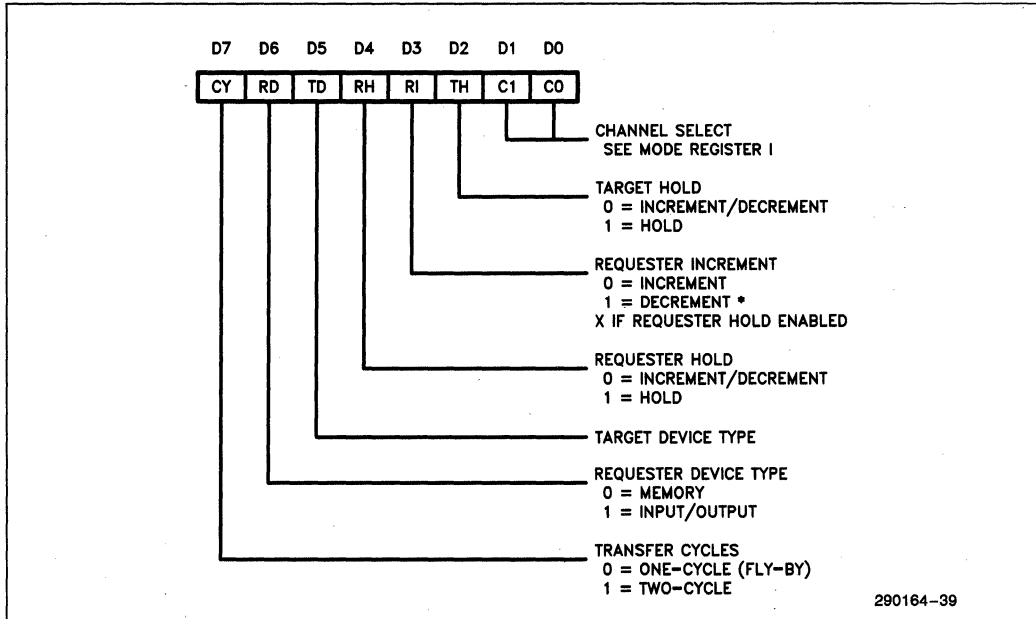 D7 D6 D5 D4 D3 D2 D1 D0
CY RD TD RH RI TH C1 C0
CHANNEL SELECT
SEE MODE REGISTER I
TARGET HOLD
0 = INCREMENT/DECREMENT
1 = HOLD
REQUESTER INCREMENT
0 = INCREMENT
1 = DECREMENT *
X IF REQUESTER HOLD ENABLED
REQUESTER HOLD
0 = INCREMENT/DECREMENT
1 = HOLD
TARGET DEVICE TYPE
REQUESTER DEVICE TYPE
0 = MEMORY
1 = INPUT/OUTPUT
TRANSFER CYCLES
0 = ONE-CYCLE (FLY-BY)
1 = TWO-CYCLE
290164-39